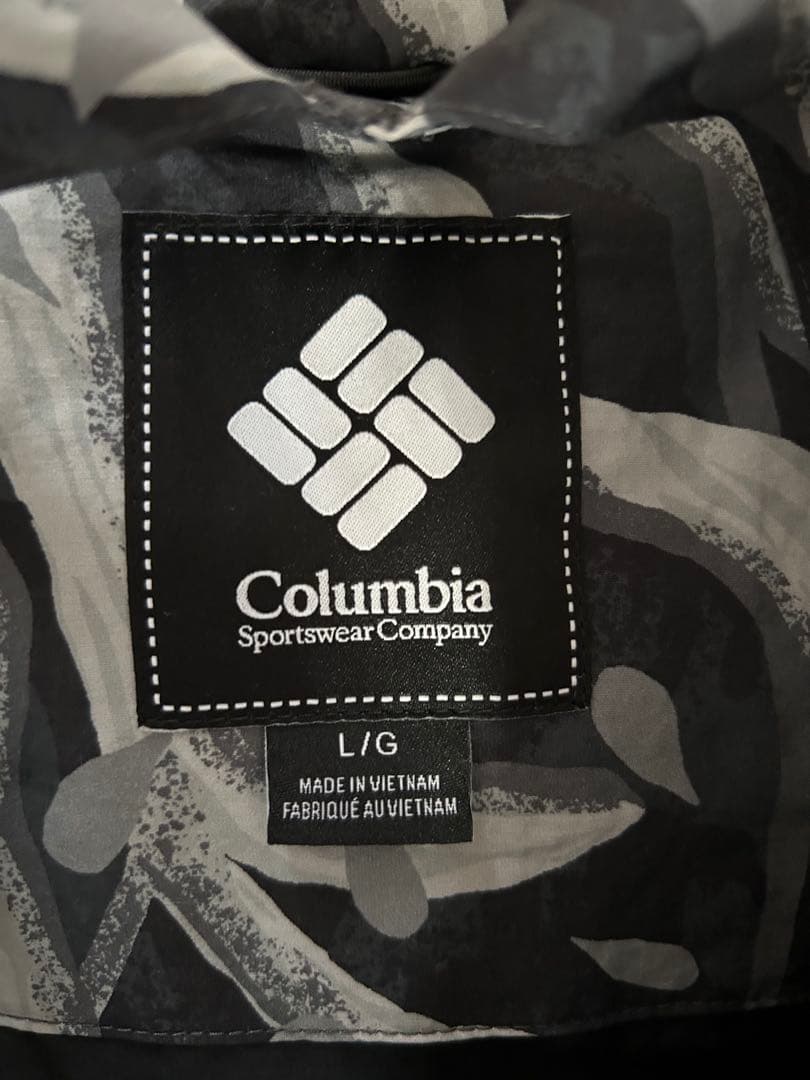 Columbia
Sportswear Company
L/G
MADE IN VIETNAM
FABRIQUÉ AU VIETNAM